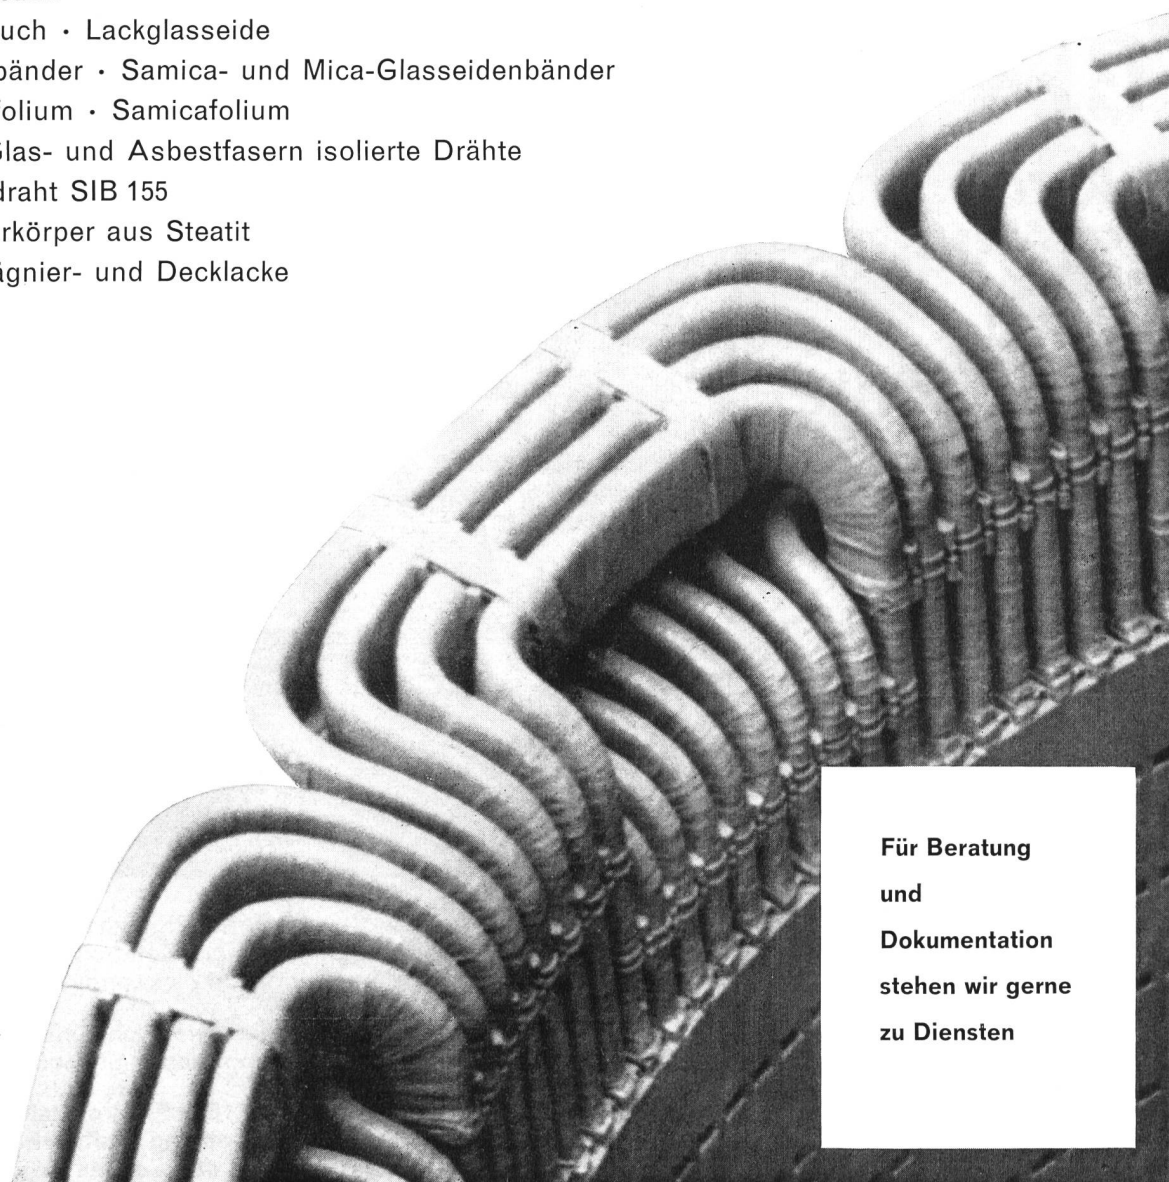 uch · Lackglasseide
bänder · Samica- und Mica-Glasseidenbänder
folium · Samicafolium
Glas- und Asbestfasern isolierte Drähte
draht SIB 155
rkörper aus Steatit
ägnier- und Decklacke
Für Beratung
und
Dokumentation
stehen wir gerne
zu Diensten